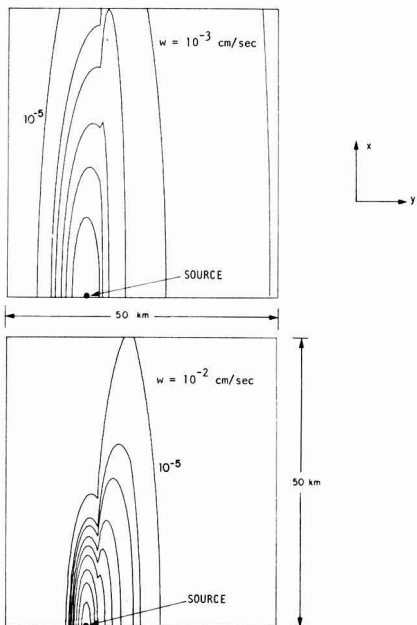 w = 10⁻³ cm/sec
10⁻⁵
x
y
SOURCE
50 km
w = 10⁻² cm/sec
10⁻⁵
50 km
SOURCE